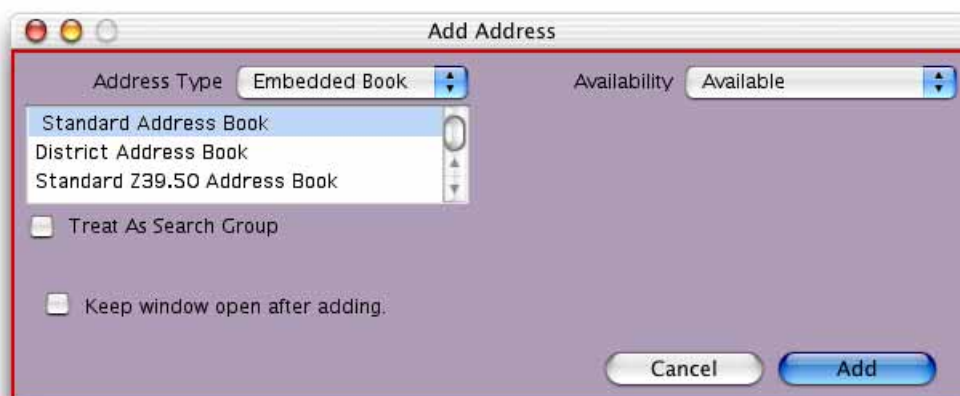 Add Address
Address Type Embedded Book Availability Available
Standard Address Book
District Address Book
Standard Z39.50 Address Book
Treat As Search Group
Keep window open after adding.
Cancel Add